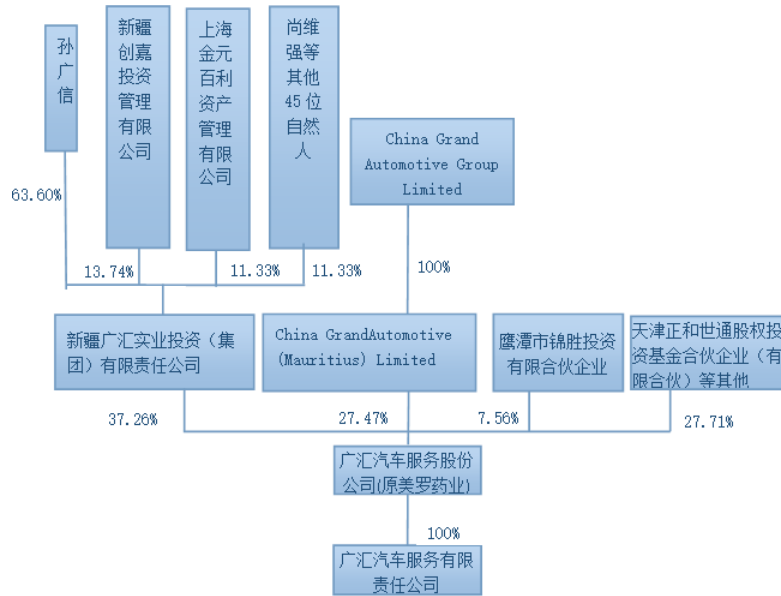 孙
广
信
新疆
创嘉
投资
管理
有限
公司
上海
金元
百利
资产
管理
有限
公司
尚维
强等
其他
45位
自然
人
China Grand
Automotive Group
Limited
63.60%
13.74%
11.33%
11.33%
100%
新疆广汇实业投资（集
团）有限责任公司
China GrandAutomotive
(Mauritius) Limited
鹰潭市锦胜投资
有限合伙企业
天津正和世通股权投
资基金合伙企业（有
限合伙）等其他
37.26%
27.47%
7.56%
27.71%
广汇汽车服务股份
公司(原美罗药业)
100%
广汇汽车服务有限
责任公司